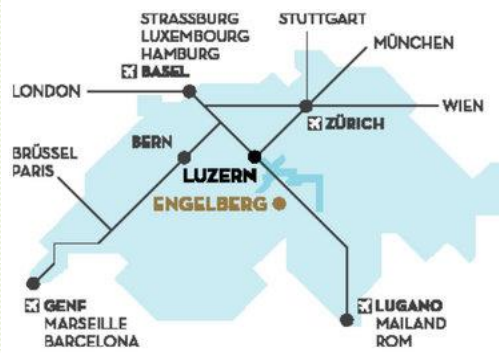 STRASSBURG
LUXEMBOURG
HAMBURG
BASEL
STUTTGART
MÜNCHEN
LONDON
WIEN
ZÜRICH
BERN
BRÜSSEL
PARIS
LUZERN
ENGELBERG
GENF
MARSEILLE
BARCELONA
LUGANO
MAILAND
ROM